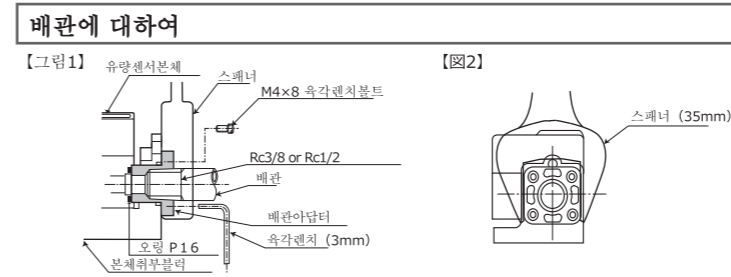 배관에 대하여
【그림1】
유량센서본체
스패너
M4×8 육각렌치볼트
Rc3/8 or Rc1/2
배관
배관아답터
육각렌치 (3mm)
오링 P16
본체취부블럭
【図2】
스패너 (35mm)